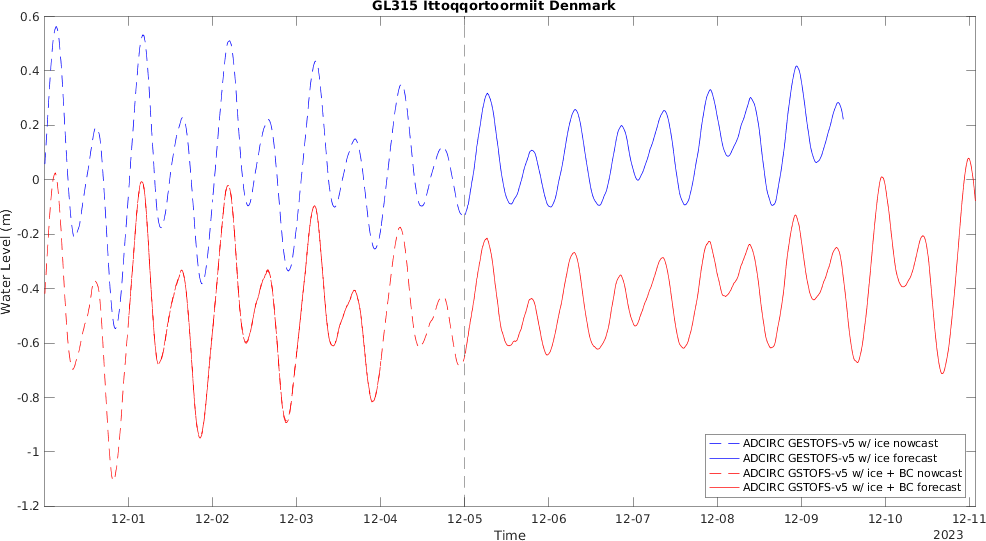 GL315 Ittoqqortoormiit Denmark
0.6
0.4
0.2
0
-0.2
-0.4
-0.6
-0.8
-1
-1.2
Water Level (m)
12-01 12-02 12-03 12-04 12-05 12-06 12-07 12-08 12-09 12-10 12-11
Time
2023
ADCIRC GESTOFS-v5 w/ ice nowcast
ADCIRC GESTOFS-v5 w/ ice forecast
ADCIRC GSTOFS-v5 w/ ice + BC nowcast
ADCIRC GSTOFS-v5 w/ ice + BC forecast